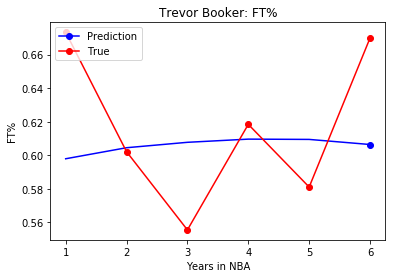 Trevor Booker: FT%
Prediction
True
0.66
0.64
0.62
0.60
0.58
0.56
FT%
1 2 3 4 5 6
Years in NBA